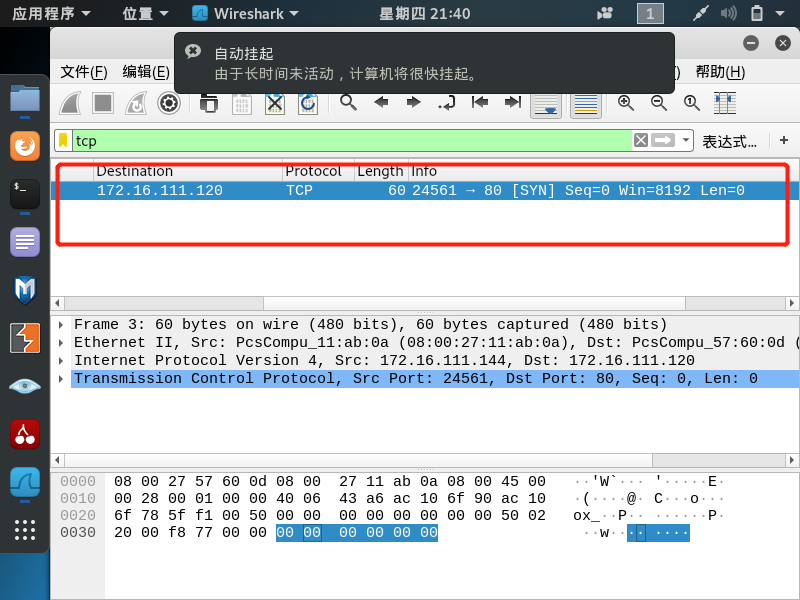 应用程序 位置 Wireshark 星期四 21:40 1
自动挂起
由于长时间未活动，计算机将很快挂起。
文件(F) 编辑(E) 帮助(H)
tcp 表达式… +
Destination Protocol Length Info
172.16.111.120 TCP 60 24561 → 80 [SYN] Seq=0 Win=8192 Len=0
Frame 3: 60 bytes on wire (480 bits), 60 bytes captured (480 bits)
Ethernet II, Src: PcsCompu_11:ab:0a (08:00:27:11:ab:0a), Dst: PcsCompu_57:60:0d (
Internet Protocol Version 4, Src: 172.16.111.144, Dst: 172.16.111.120
Transmission Control Protocol, Src Port: 24561, Dst Port: 80, Seq: 0, Len: 0
0000 08 00 27 57 60 0d 08 00 27 11 ab 0a 08 00 45 00 ··'W`··· '·····E·
0010 00 28 00 01 00 00 40 06 43 a6 ac 10 6f 90 ac 10 ·(····@· C···o···
0020 6f 78 5f f1 00 50 00 00 00 00 00 00 00 00 50 02 ox_··P·· ······P·
0030 20 00 f8 77 00 00 00 00 00 00 00 00 ··w·· ······